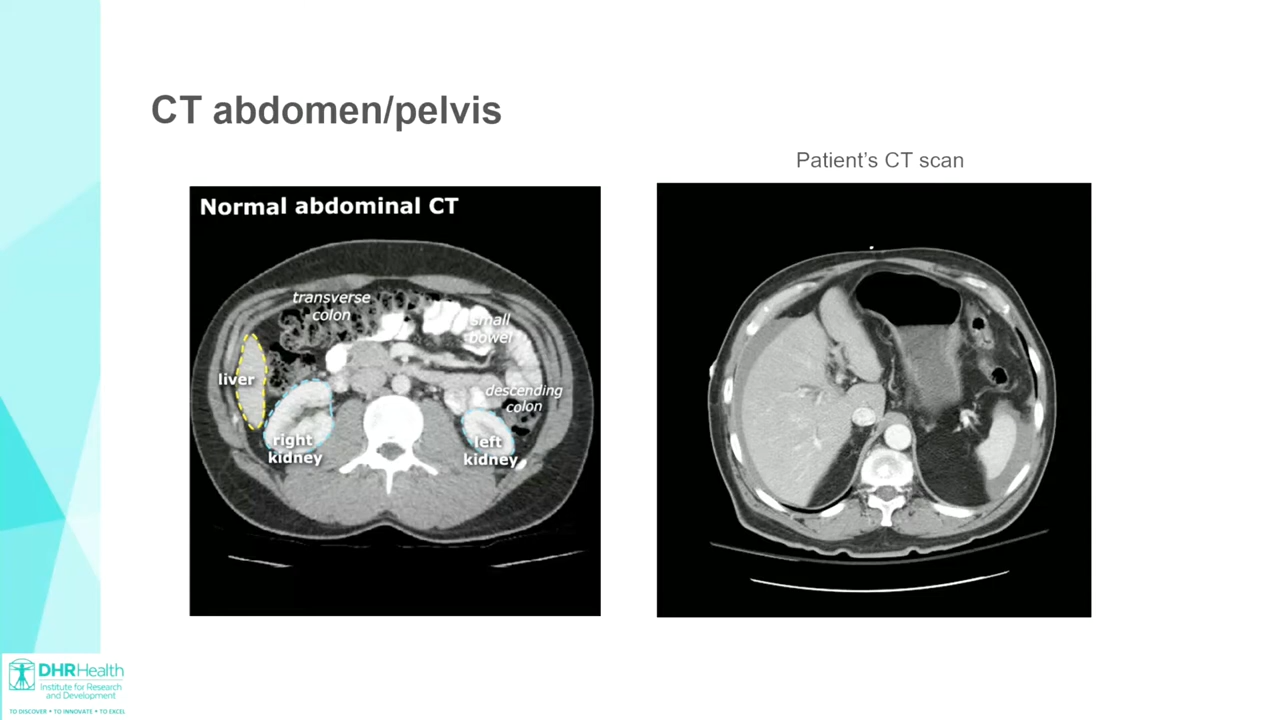 CT abdomen/pelvis
Patient's CT scan
Normal abdominal CT
transverse
colon
small
bowel
liver
descending
colon
right
kidney
left
kidney
DHRHealth
Institute for Research
and Development
TO DISCOVER • TO INNOVATE • TO EXCEL